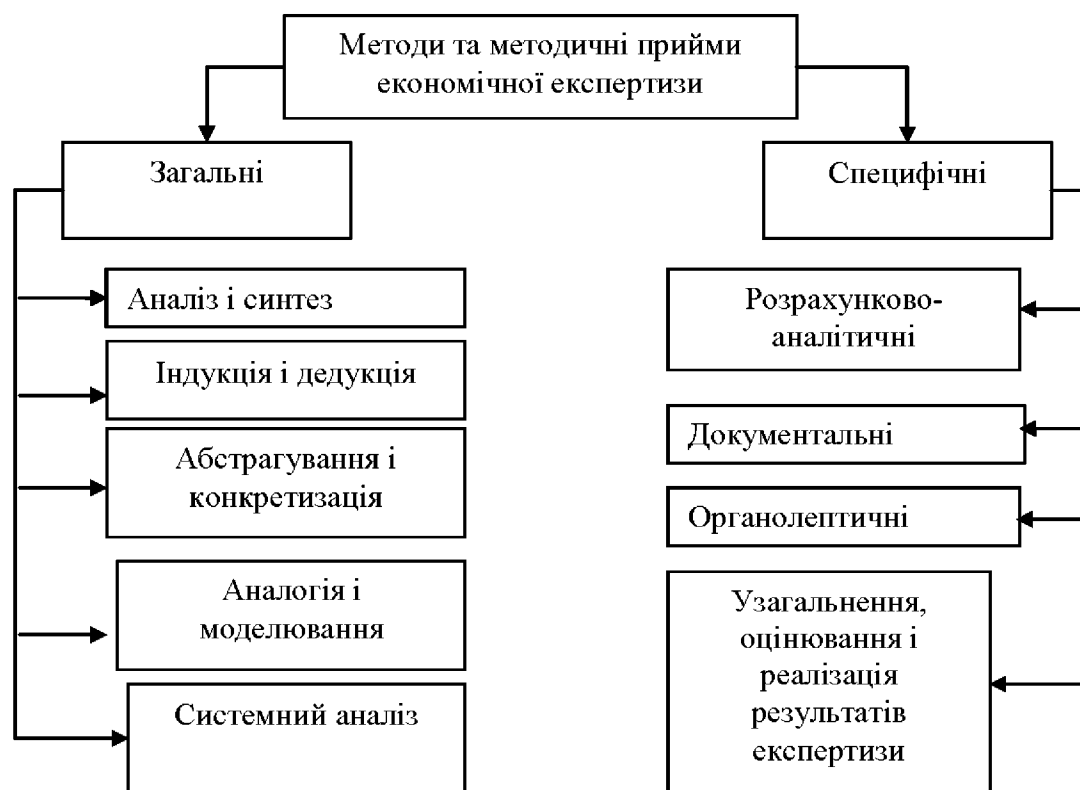 Методи та методичні прийми
економічної експертизи
Загальні
Специфічні
Аналіз і синтез
Індукція і дедукція
Абстрагування і
конкретизація
Аналогія і
моделювання
Системний аналіз
Розрахунково-
аналітичні
Документальні
Органолептичні
Узагальнення,
оцінювання і
реалізація
результатів
експертизи